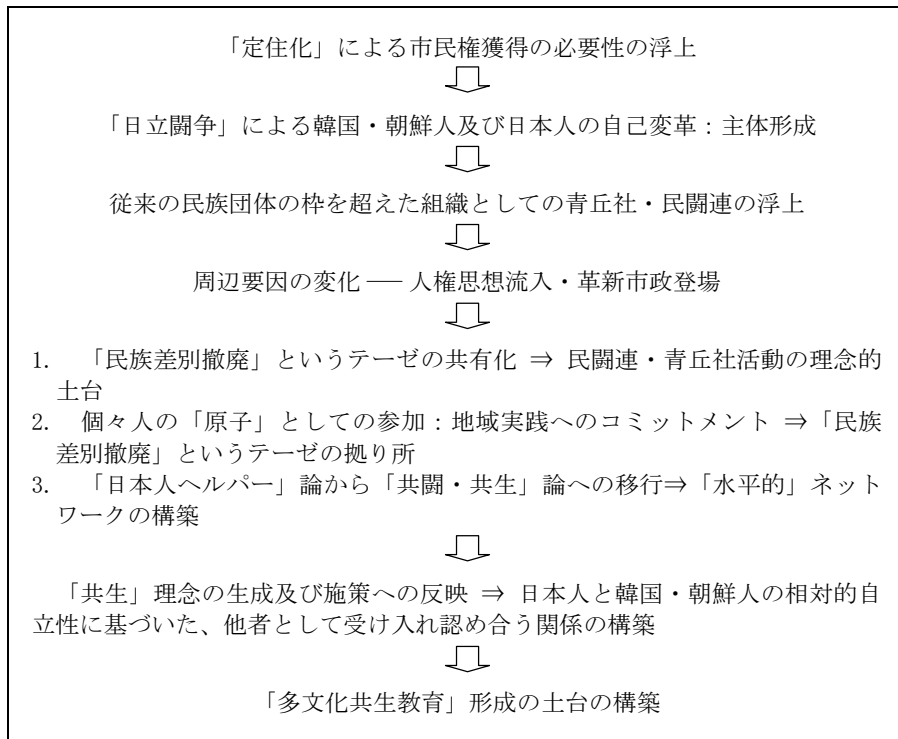 「定住化」による市民権獲得の必要性の浮上
「日立闘争」による韓国・朝鮮人及び日本人の自己変革：主体形成
従来の民族団体の枠を超えた組織としての青丘社・民闘連の浮上
周辺要因の変化 ── 人権思想流入・革新市政登場
1. 「民族差別撤廃」というテーゼの共有化 ⇒ 民闘連・青丘社活動の理念的
土台
2. 個々人の「原子」としての参加：地域実践へのコミットメント ⇒「民族
差別撤廃」というテーゼの拠り所
3. 「日本人ヘルパー」論から「共闘・共生」論への移行⇒「水平的」ネット
ワークの構築
「共生」理念の生成及び施策への反映 ⇒ 日本人と韓国・朝鮮人の相対的自
立性に基づいた、他者として受け入れ認め合う関係の構築
「多文化共生教育」形成の土台の構築